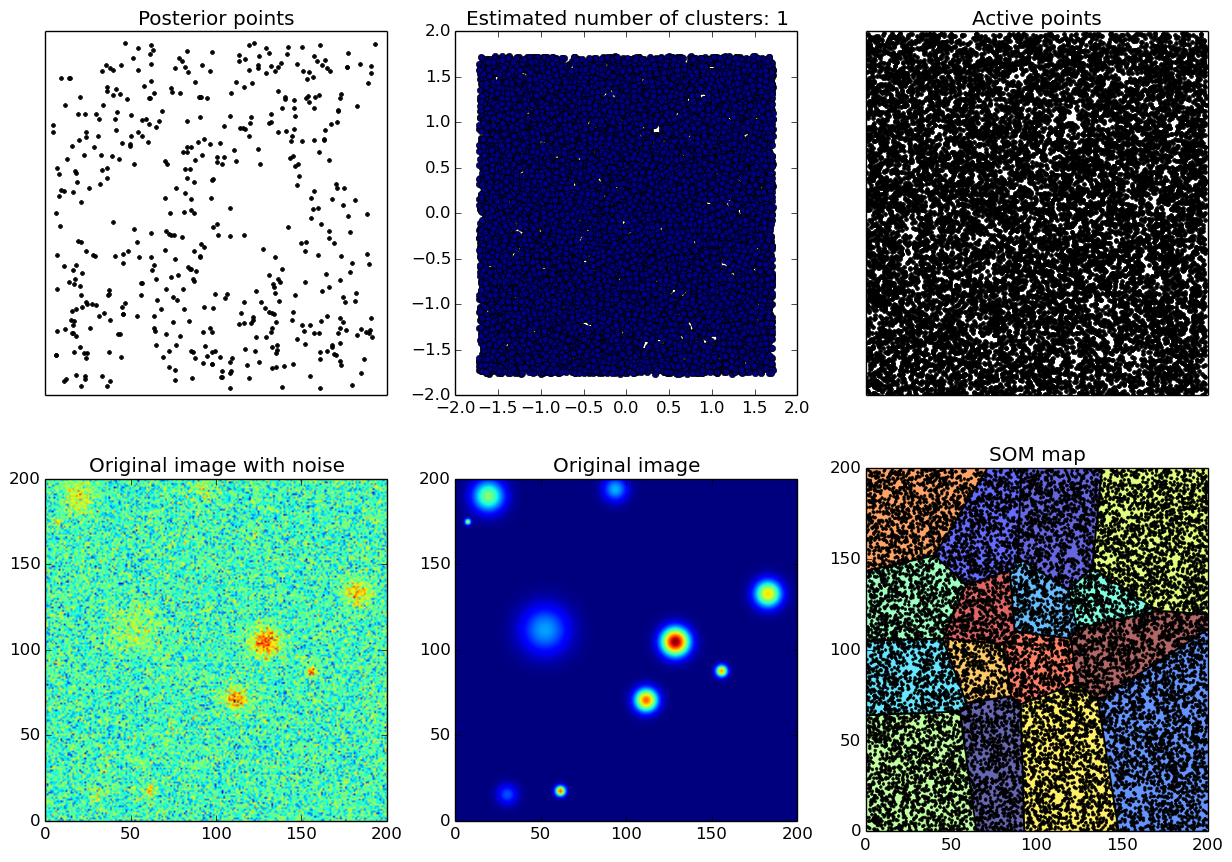 Posterior points
Estimated number of clusters: 1
Active points
2.0
1.5
1.0
0.5
0.0
−0.5
−1.0
−1.5
−2.0
−2.0 −1.5 −1.0 −0.5 0.0 0.5 1.0 1.5 2.0
Original image with noise
Original image
SOM map
200
150
100
50
0
0 50 100 150 200
200
150
100
50
0
0 50 100 150 200
200
150
100
50
0
0 50 100 150 200